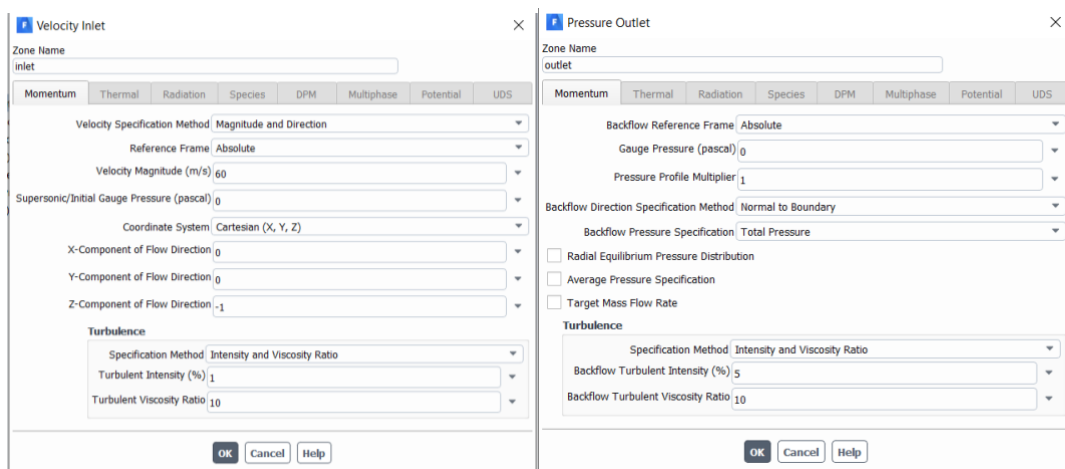 Velocity Inlet
Zone Name
inlet
Momentum Thermal Radiation Species DPM Multiphase Potential UDS
Velocity Specification Method Magnitude and Direction
Reference Frame Absolute
Velocity Magnitude (m/s) 60
Supersonic/Initial Gauge Pressure (pascal) 0
Coordinate System Cartesian (X, Y, Z)
X-Component of Flow Direction 0
Y-Component of Flow Direction 0
Z-Component of Flow Direction -1
Turbulence
Specification Method Intensity and Viscosity Ratio
Turbulent Intensity (%) 1
Turbulent Viscosity Ratio 10
OK Cancel Help
Pressure Outlet
Zone Name
outlet
Momentum Thermal Radiation Species DPM Multiphase Potential UDS
Backflow Reference Frame Absolute
Gauge Pressure (pascal) 0
Pressure Profile Multiplier 1
Backflow Direction Specification Method Normal to Boundary
Backflow Pressure Specification Total Pressure
Radial Equilibrium Pressure Distribution
Average Pressure Specification
Target Mass Flow Rate
Turbulence
Specification Method Intensity and Viscosity Ratio
Backflow Turbulent Intensity (%) 5
Backflow Turbulent Viscosity Ratio 10
OK Cancel Help